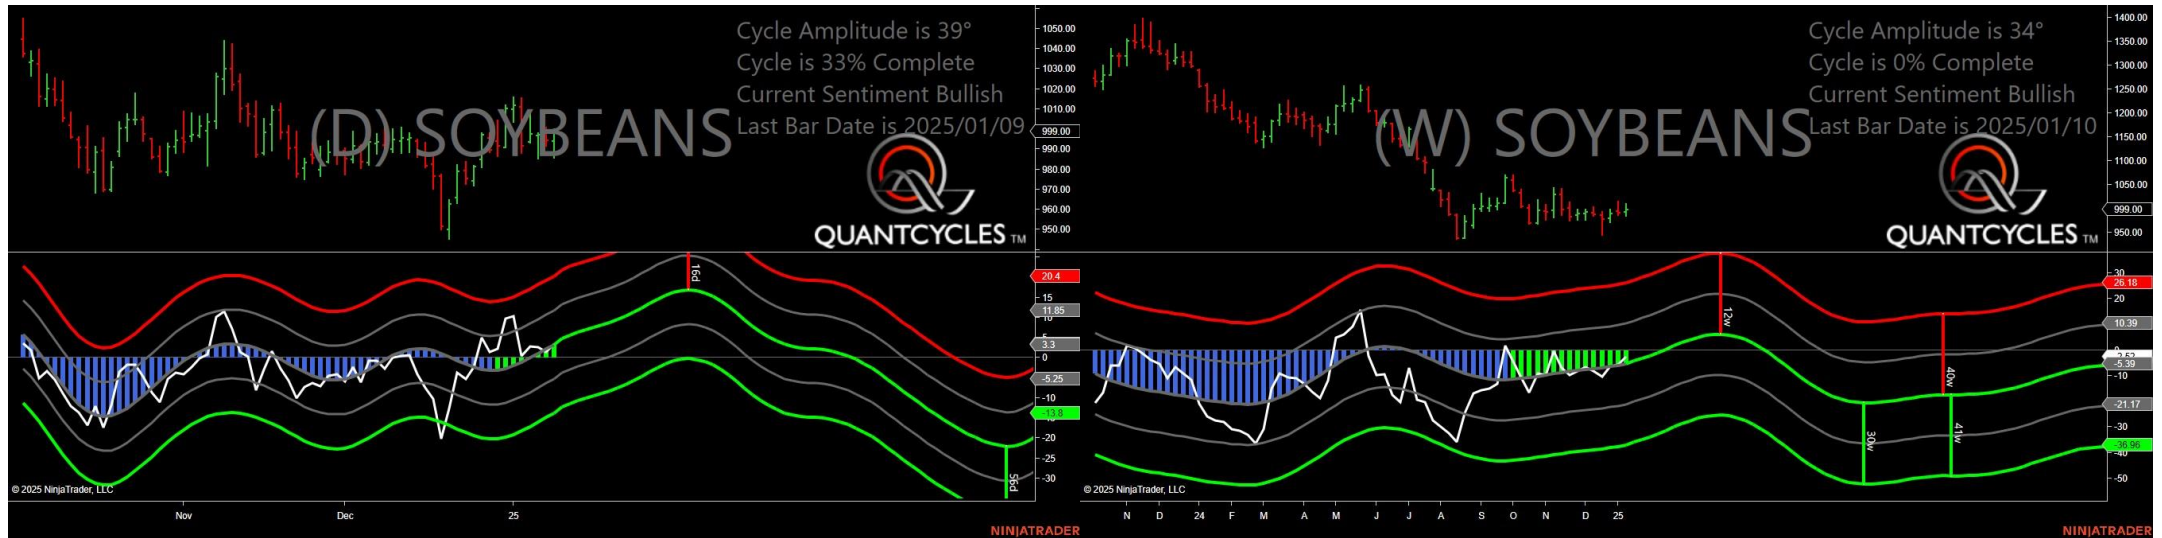 Cycle Amplitude is 39°
Cycle is 33% Complete
Current Sentiment Bullish
Last Bar Date is 2025/01/09
(D) SOYBEANS
QUANTCYCLES TM
1050.00
1040.00
1030.00
1020.00
1010.00
999.00
990.00
980.00
970.00
960.00
950.00
16d
56d
20.4
15
11.85
10
5
3.3
0
-5.25
-10
-13.8
-20
-25
-30
© 2025 NinjaTrader, LLC
Nov
Dec
25
NINJATRADER
Cycle Amplitude is 34°
Cycle is 0% Complete
Current Sentiment Bullish
Last Bar Date is 2025/01/10
(W) SOYBEANS
QUANTCYCLES TM
1400.00
1350.00
1300.00
1250.00
1200.00
1150.00
1100.00
1050.00
999.00
950.00
12w
40w
30w
41w
30
26.18
20
10.39
0
-5.39
-10
-21.17
-30
-36.96
-40
-50
© 2025 NinjaTrader, LLC
N D 24 F M A M J J A S O N D 25
NINJATRADER